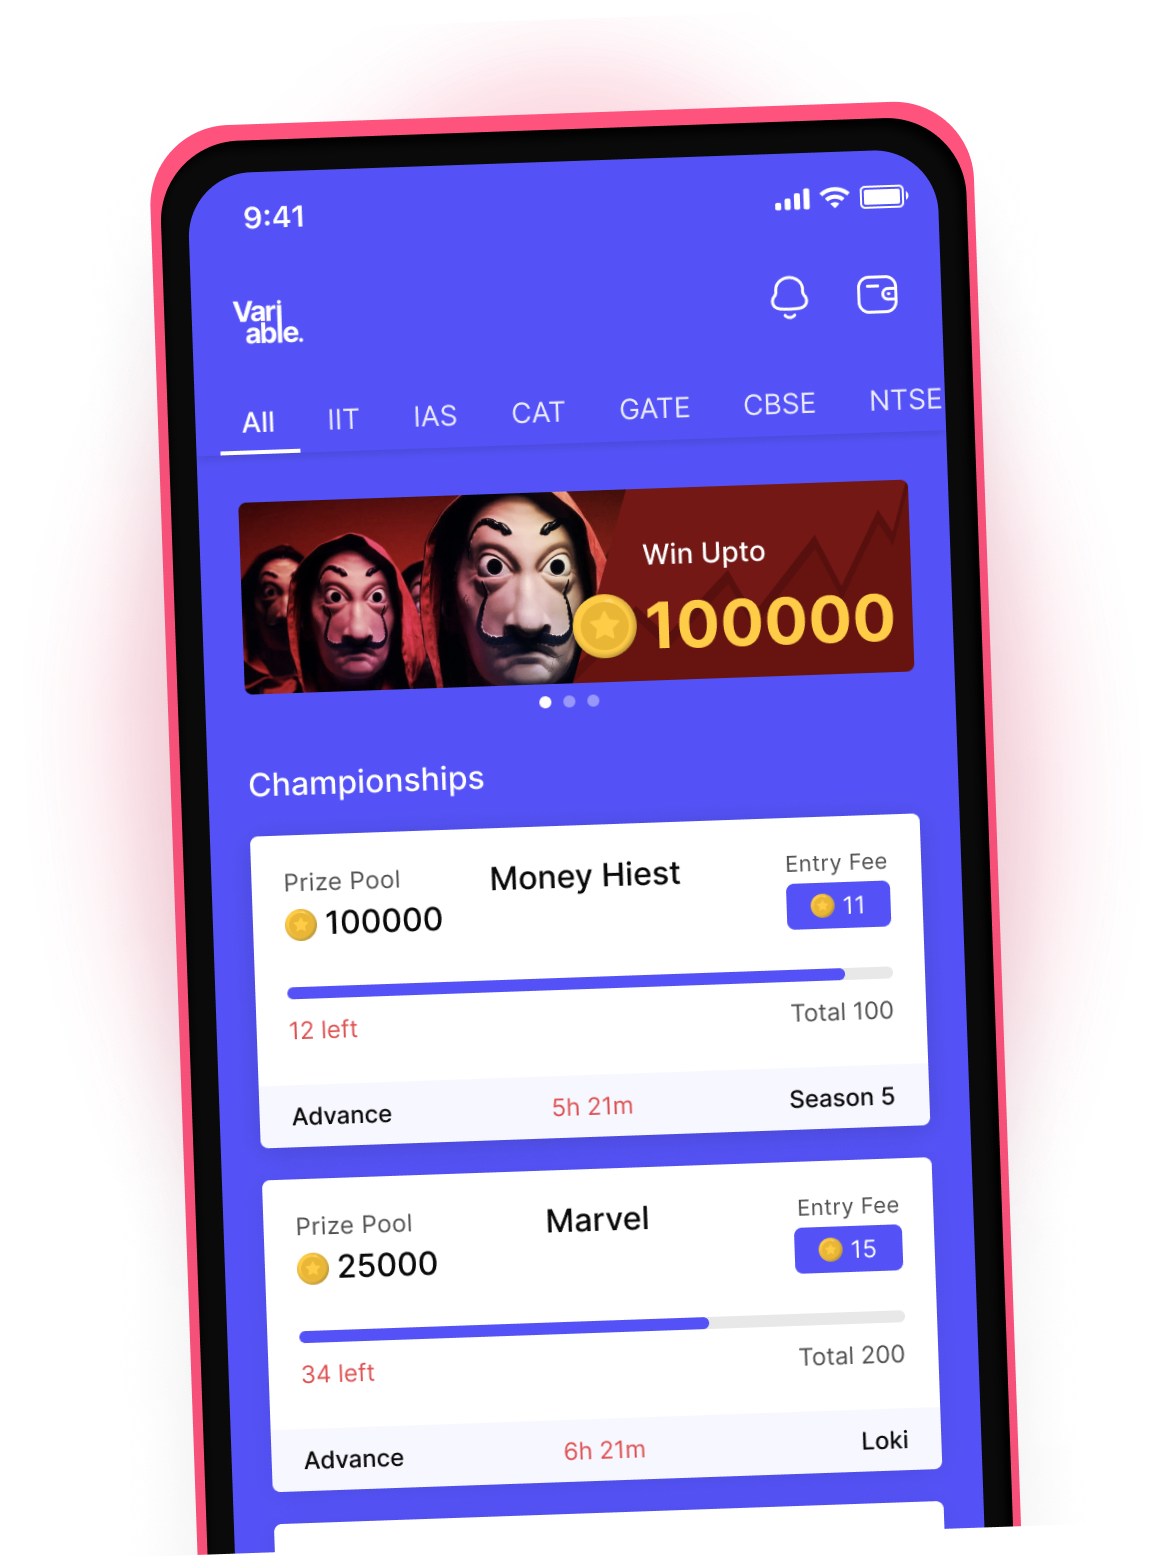 9:41
Vari
able.
All IIT IAS CAT GATE CBSE NTSE
Win Upto
100000
Championships
Prize Pool Money Hiest Entry Fee
100000 11
12 left Total 100
Advance 5h 21m Season 5
Prize Pool Marvel Entry Fee
25000 15
34 left Total 200
Advance 6h 21m Loki